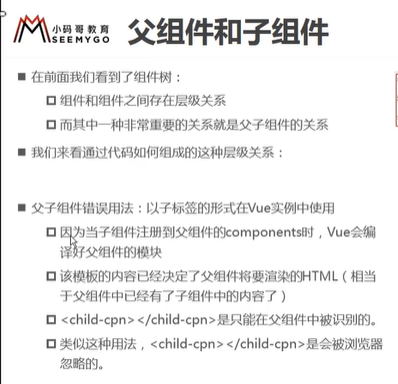 小码哥教育
SEEMYGO
父组件和子组件
在前面我们看到了组件树：
组件和组件之间存在层级关系
而其中一种非常重要的关系就是父子组件的关系
我们来看通过代码如何组成的这种层级关系：
父子组件错误用法：以子标签的形式在Vue实例中使用
因为当子组件注册到父组件的components时，Vue会编
译好父组件的模块
该模板的内容已经决定了父组件将要渲染的HTML（相当
于父组件中已经有了子组件中的内容了）
<child-cpn></child-cpn>是只能在父组件中被识别的。
类似这种用法，<child-cpn></child-cpn>是会被浏览器
忽略的。